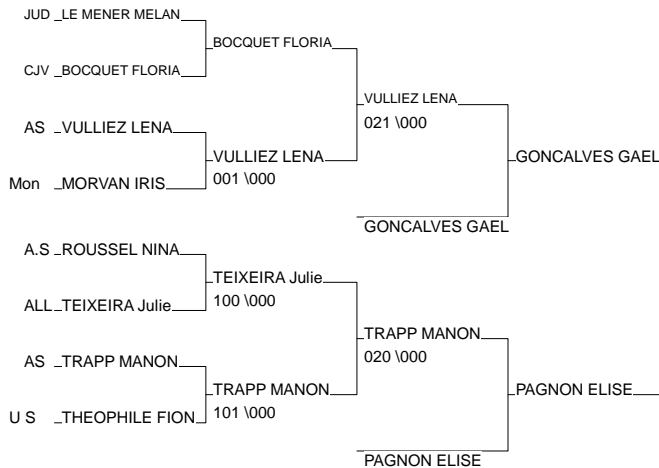 JUD LE MENER MELAN
BOCQUET FLORIA
CJV BOCQUET FLORIA
VULLIEZ LENA
021 \000
AS VULLIEZ LENA
VULLIEZ LENA
001 \000
GONCALVES GAEL
Mon MORVAN IRIS
GONCALVES GAEL
A.S ROUSSEL NINA
TEIXEIRA Julie
100 \000
ALL TEIXEIRA Julie
TRAPP MANON
020 \000
AS TRAPP MANON
TRAPP MANON
101 \000
PAGNON ELISE
U S THEOPHILE FION
PAGNON ELISE